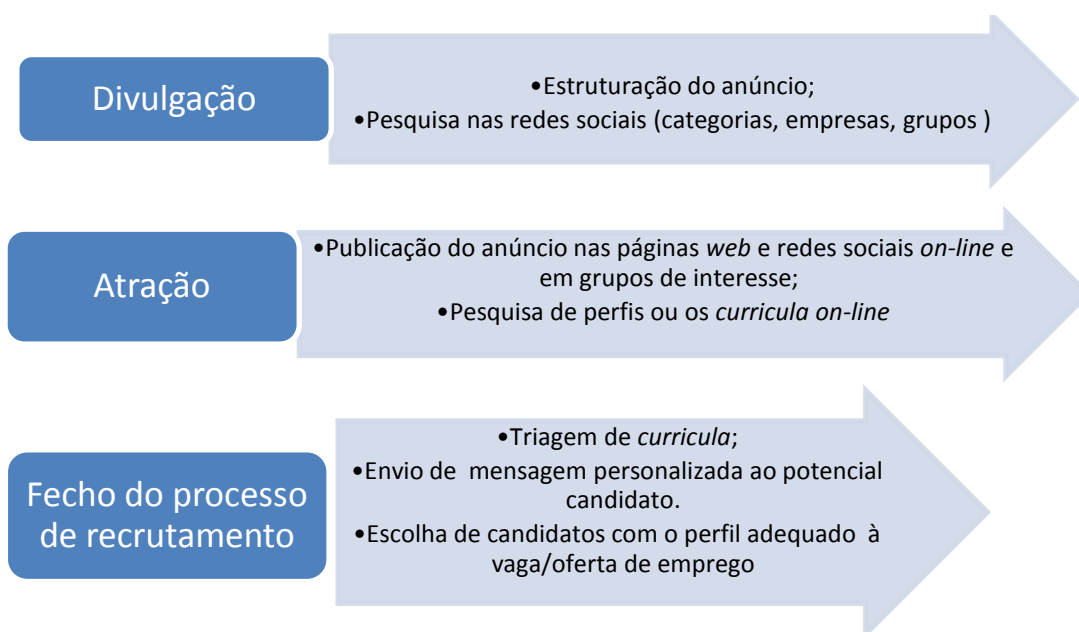 Divulgação
•Estruturação do anúncio;
•Pesquisa nas redes sociais (categorias, empresas, grupos )
Atração
•Publicação do anúncio nas páginas web e redes sociais on-line e
em grupos de interesse;
•Pesquisa de perfis ou os curricula on-line
Fecho do processo
de recrutamento
•Triagem de curricula;
•Envio de  mensagem personalizada ao potencial
candidato.
•Escolha de candidatos com o perfil adequado  à
vaga/oferta de emprego